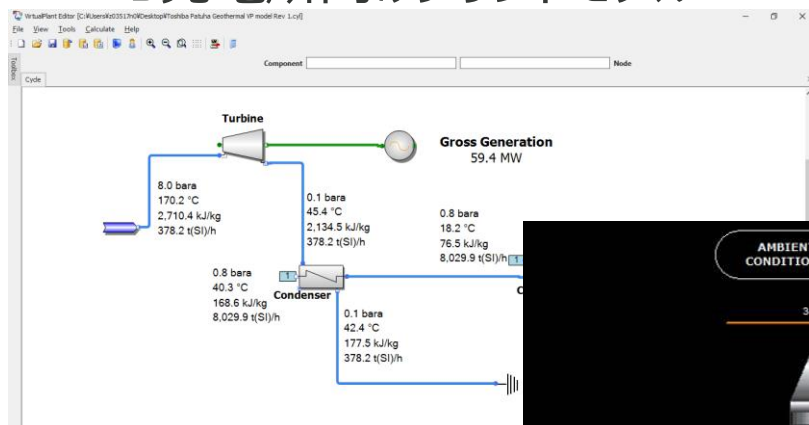 VirtualPlant Editor [C:¥Users¥z03517h0¥Desktop¥Toshiba Patuha Geothermal VP model Rev. 1.cyl]
File View Tools Calculate Help
Component
Node
Toolbox
Cycle
Turbine
Gross Generation
59.4 MW
8.0 bara
170.2 °C
2,710.4 kJ/kg
378.2 t(SI)/h
0.1 bara
45.4 °C
2,134.5 kJ/kg
378.2 t(SI)/h
0.8 bara
18.2 °C
76.5 kJ/kg
8,029.9 t(SI)/h
1
0.8 bara
40.3 °C
168.6 kJ/kg
8,029.9 t(SI)/h
1
Condenser
0.1 bara
42.4 °C
177.5 kJ/kg
378.2 t(SI)/h
C
AMBIEN
CONDITIO
3